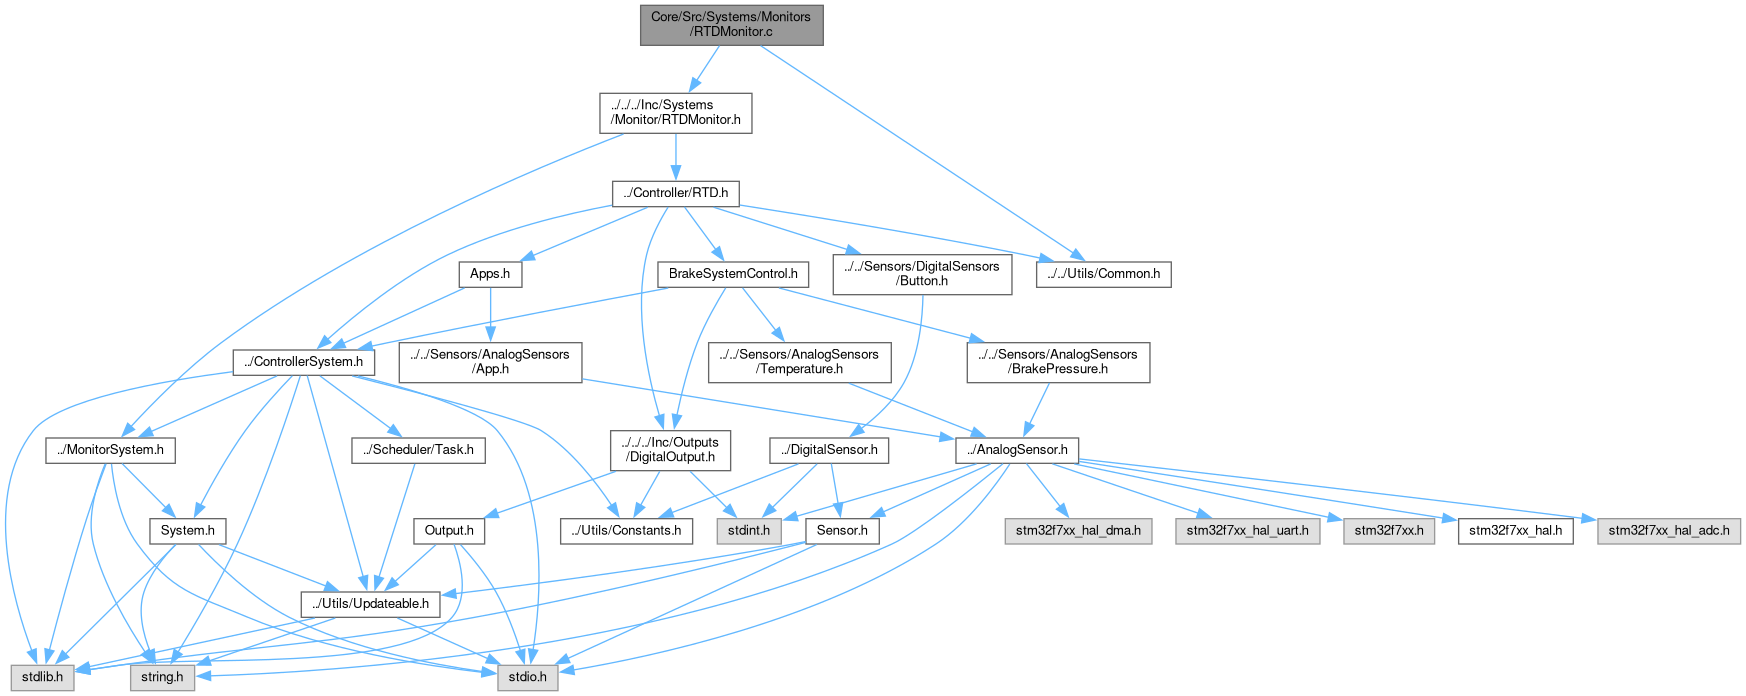 Core/Src/Systems/Monitors
/RTDMonitor.c
../../../Inc/Systems
/Monitor/RTDMonitor.h
../Controller/RTD.h
Apps.h
BrakeSystemControl.h
../../Sensors/DigitalSensors
/Button.h
../../Utils/Common.h
../ControllerSystem.h
../../Sensors/AnalogSensors
/App.h
../../Sensors/AnalogSensors
/Temperature.h
../../Sensors/AnalogSensors
/BrakePressure.h
../MonitorSystem.h
../Scheduler/Task.h
../../../Inc/Outputs
/DigitalOutput.h
../DigitalSensor.h
../AnalogSensor.h
System.h
Output.h
../Utils/Constants.h
stdint.h
Sensor.h
stm32f7xx_hal_dma.h
stm32f7xx_hal_uart.h
stm32f7xx.h
stm32f7xx_hal.h
stm32f7xx_hal_adc.h
../Utils/Updateable.h
stdlib.h
string.h
stdio.h